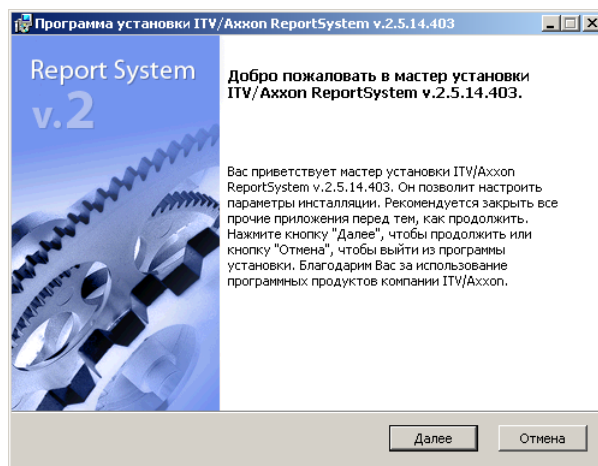 Программа установки ITV/Axxon ReportSystem v.2.5.14.403
Report System
v.2
Добро пожаловать в мастер установки
ITV/Axxon ReportSystem v.2.5.14.403.
Вас приветствует мастер установки ITV/Axxon
ReportSystem v.2.5.14.403. Он позволит настроить
параметры инсталляции. Рекомендуется закрыть все
прочие приложения перед тем, как продолжить.
Нажмите кнопку "Далее", чтобы продолжить или
кнопку "Отмена", чтобы выйти из программы
установки. Благодарим Вас за использование
программных продуктов компании ITV/Axxon.
Далее
Отмена